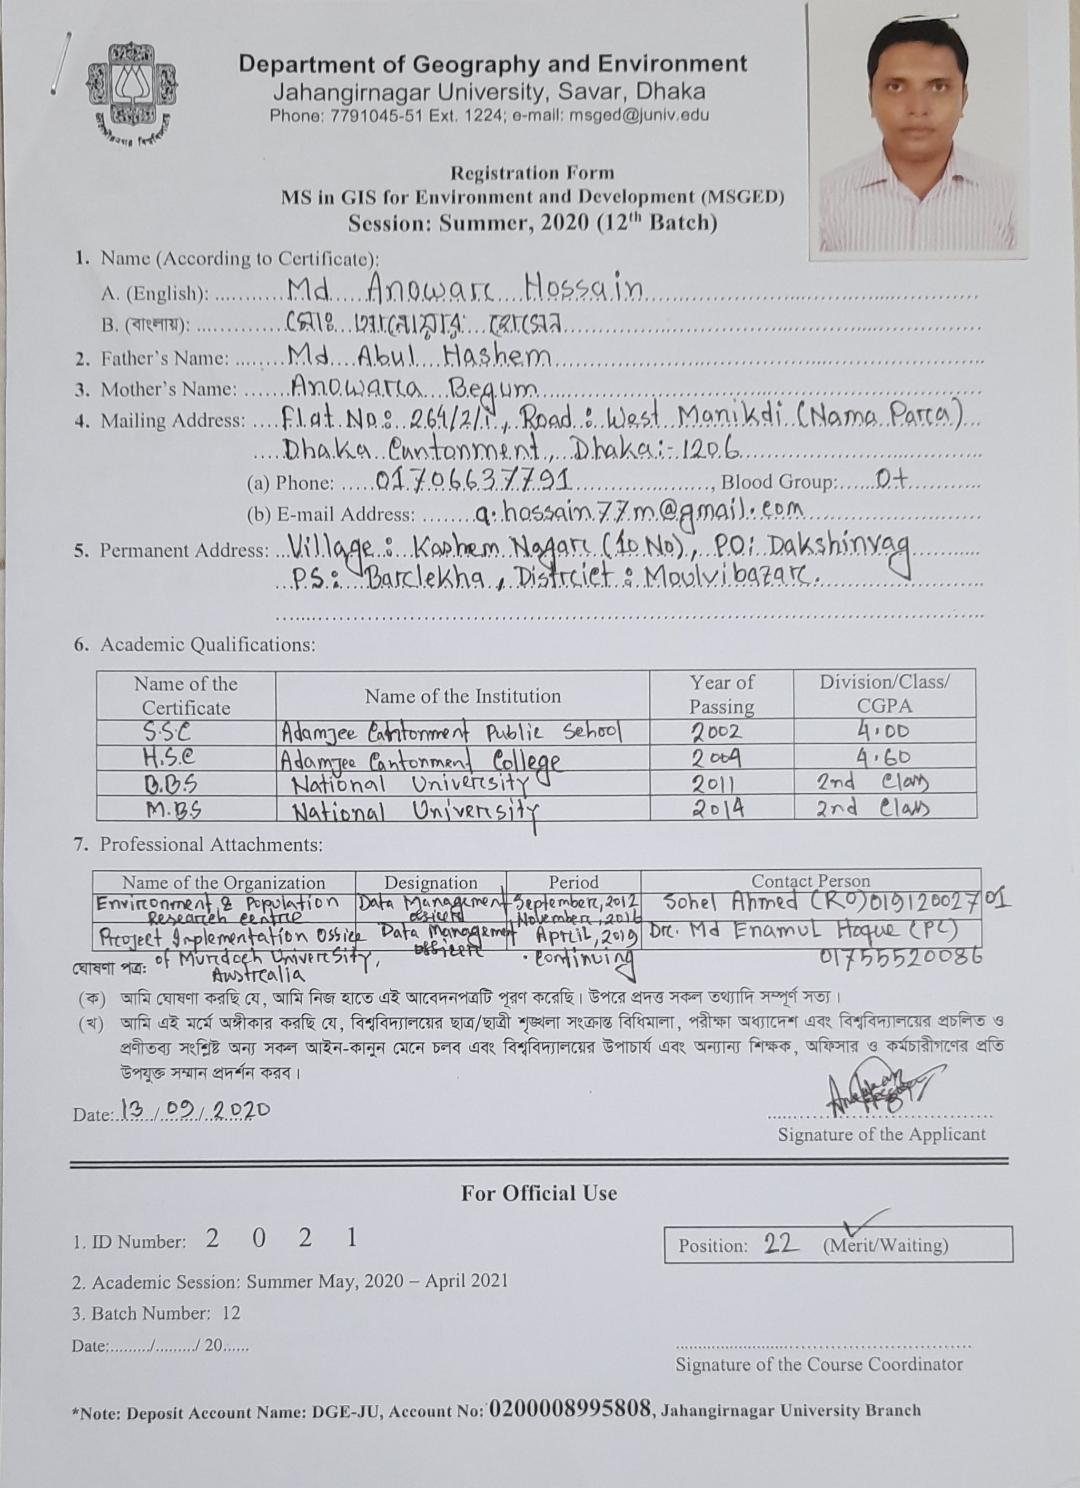 Department of Geography and Environment
Jahangirnagar University, Savar, Dhaka
Phone: 7791045-51 Ext. 1224; e-mail: msged@juniv.edu
Registration Form
MS in GIS for Environment and Development (MSGED)
Session: Summer, 2020 (12th Batch)
1. Name (According to Certificate):
A. (English): Md Anowar Hossain
B. (বাংলায়): মোঃ আনোয়ার হোসেন
2. Father's Name: Md Abul Hashem
3. Mother's Name: Anowara Begum
4. Mailing Address: Flat No: 264/2/1, Road: West Manikdi (Nama Para)
Dhaka Cantonment, Dhaka:-1206
(a) Phone: 01706637791, Blood Group: O+
(b) E-mail Address: a.hossain.77m@gmail.com
5. Permanent Address: Village: Kashem Nagar (10 No), PO: Dakshinvag
P.S: Barlekha, District: Moulvibazar.
6. Academic Qualifications:
Name of the Certificate | Name of the Institution | Year of Passing | Division/Class/ CGPA
S.S.C | Adamjee Cantonment Public School | 2002 | 4.00
H.S.C | Adamjee Cantonment College | 2004 | 4.60
B.B.S | National University | 2011 | 2nd Class
M.B.S | National University | 2014 | 2nd Class
7. Professional Attachments:
Name of the Organization | Designation | Period | Contact Person
Environment & Population Research centre | Data Management officer | September, 2012 November, 2016 | Sohel Ahmed (RO) 01912002701
Project Implementation Office of Murdoch University, Australia | Data Management officer | April, 2019 - Continuing | Dr. Md Enamul Hoque (PC) 01755520086
ঘোষণা পত্র:
(ক) আমি ঘোষণা করছি যে, আমি নিজ হাতে এই আবেদনপত্রটি পূরণ করেছি। উপরে প্রদত্ত সকল তথ্যাদি সম্পূর্ণ সত্য।
(খ) আমি এই মর্মে অঙ্গীকার করছি যে, বিশ্ববিদ্যালয়ের ছাত্র/ছাত্রী শৃঙ্খলা সংক্রান্ত বিধিমালা, পরীক্ষা অধ্যাদেশ এবং বিশ্ববিদ্যালয়ের প্রচলিত ও
প্রণীতব্য সংশ্লিষ্ট অন্য সকল আইন-কানুন মেনে চলব এবং বিশ্ববিদ্যালয়ের উপাচার্য এবং অন্যান্য শিক্ষক, অফিসার ও কর্মচারীগণের প্রতি
উপযুক্ত সম্মান প্রদর্শন করব।
Date: 13/09/2020
Signature of the Applicant
For Official Use
1. ID Number: 2 0 2 1
Position: 22 (Merit/Waiting)
2. Academic Session: Summer May, 2020 – April 2021
3. Batch Number: 12
Date:........./........./ 20......
Signature of the Course Coordinator
*Note: Deposit Account Name: DGE-JU, Account No: 0200008995808, Jahangirnagar University Branch